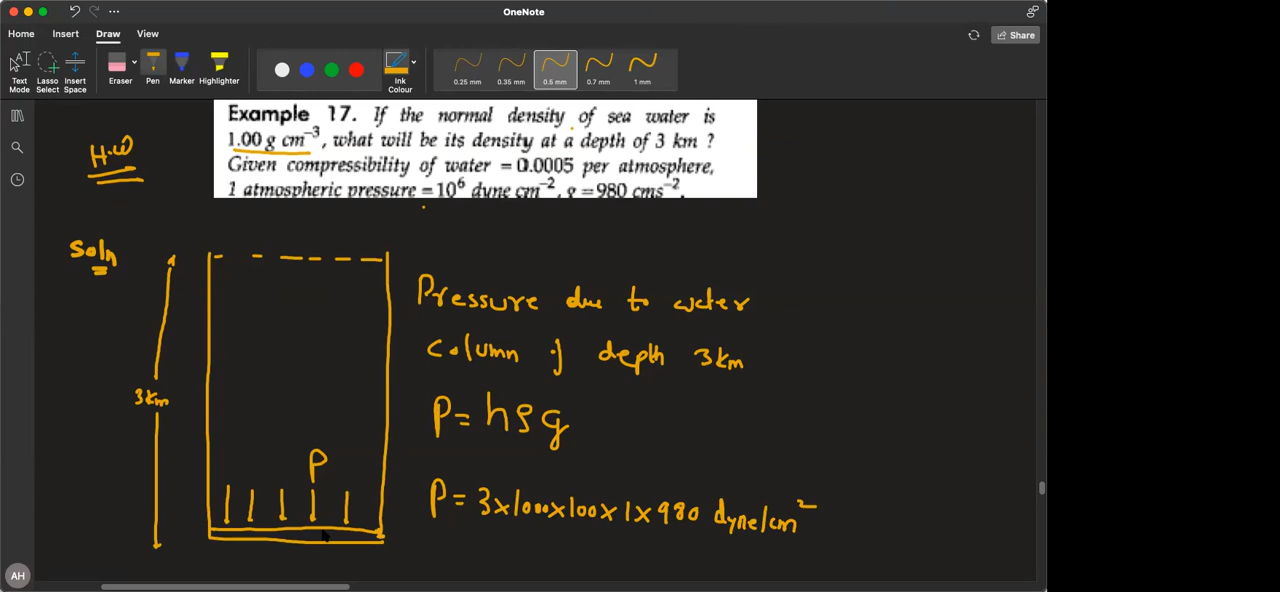 OneNote
Home Insert Draw View
Share
Text Mode
Lasso Select
Insert Space
Eraser
Pen
Marker
Highlighter
Ink Colour
0.25 mm
0.35 mm
0.5 mm
0.7 mm
1 mm
H.W
Example 17. If the normal density of sea water is
1.00 g cm⁻³, what will be its density at a depth of 3 km ?
Given compressibility of water = 0.0005 per atmosphere,
1 atmospheric pressure = 10⁶ dyne cm⁻², g = 980 cms⁻².
Soln
3km
P
Pressure due to water
column of depth 3km
P = hρg
P = 3×1000×100×1×980 dyne/cm²
AH